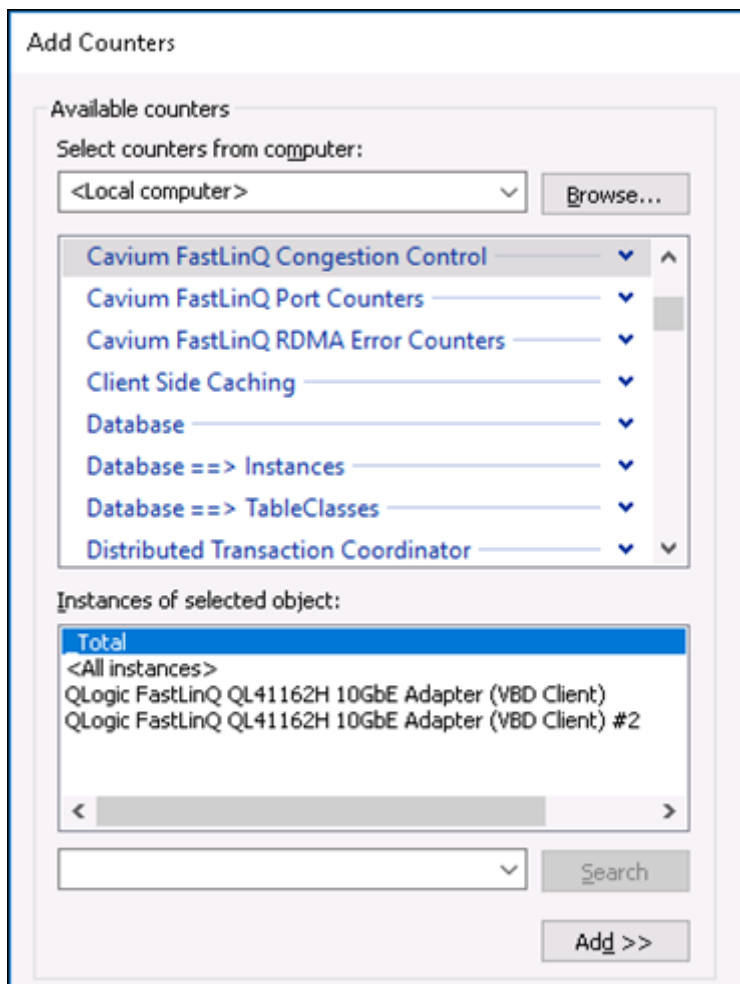 Add Counters
Available counters
Select counters from computer:
<Local computer>
Browse...
Cavium FastLinQ Congestion Control
Cavium FastLinQ Port Counters
Cavium FastLinQ RDMA Error Counters
Client Side Caching
Database
Database ==> Instances
Database ==> TableClasses
Distributed Transaction Coordinator
Instances of selected object:
_Total
<All instances>
QLogic FastLinQ QL41162H 10GbE Adapter (VBD Client)
QLogic FastLinQ QL41162H 10GbE Adapter (VBD Client) #2
Search
Add >>